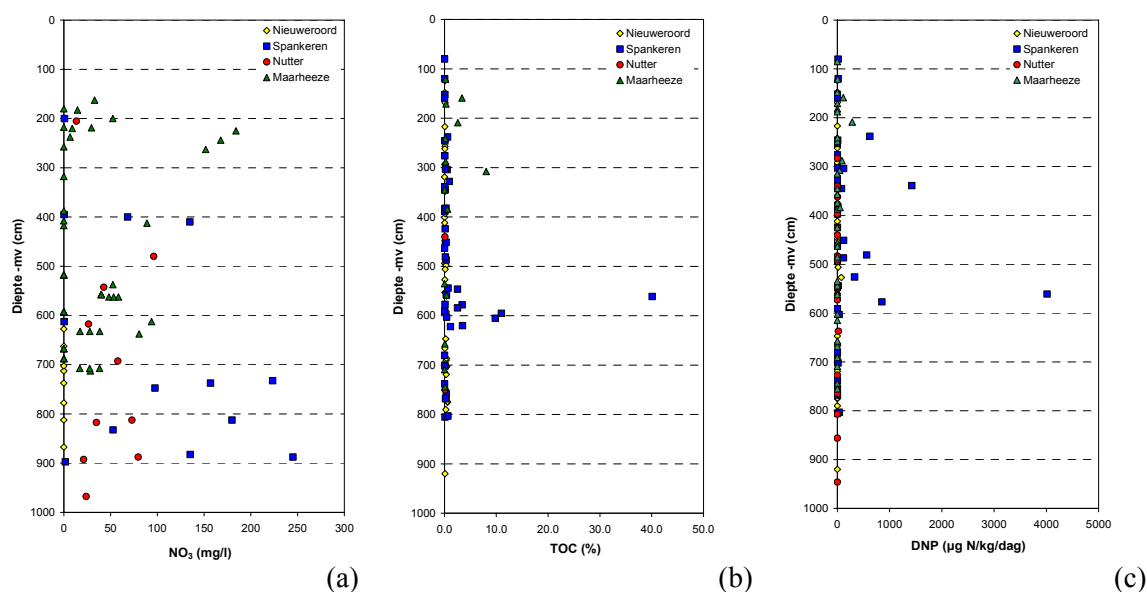 0
100
200
300
400
500
600
700
800
900
1000
Diepte -mv (cm)
0 50 100 150 200 250 300
NO3 (mg/l)
Nieuweroord
Spankeren
Nutter
Maarheeze
(a)
0
100
200
300
400
500
600
700
800
900
1000
Diepte -mv (cm)
0.0 10.0 20.0 30.0 40.0 50.0
TOC (%)
Nieuweroord
Spankeren
Nutter
Maarheeze
(b)
0
100
200
300
400
500
600
700
800
900
1000
Diepte -mv (cm)
0 1000 2000 3000 4000 5000
DNP (µg N/kg/dag)
Nieuweroord
Spankeren
Nutter
Maarheeze
(c)